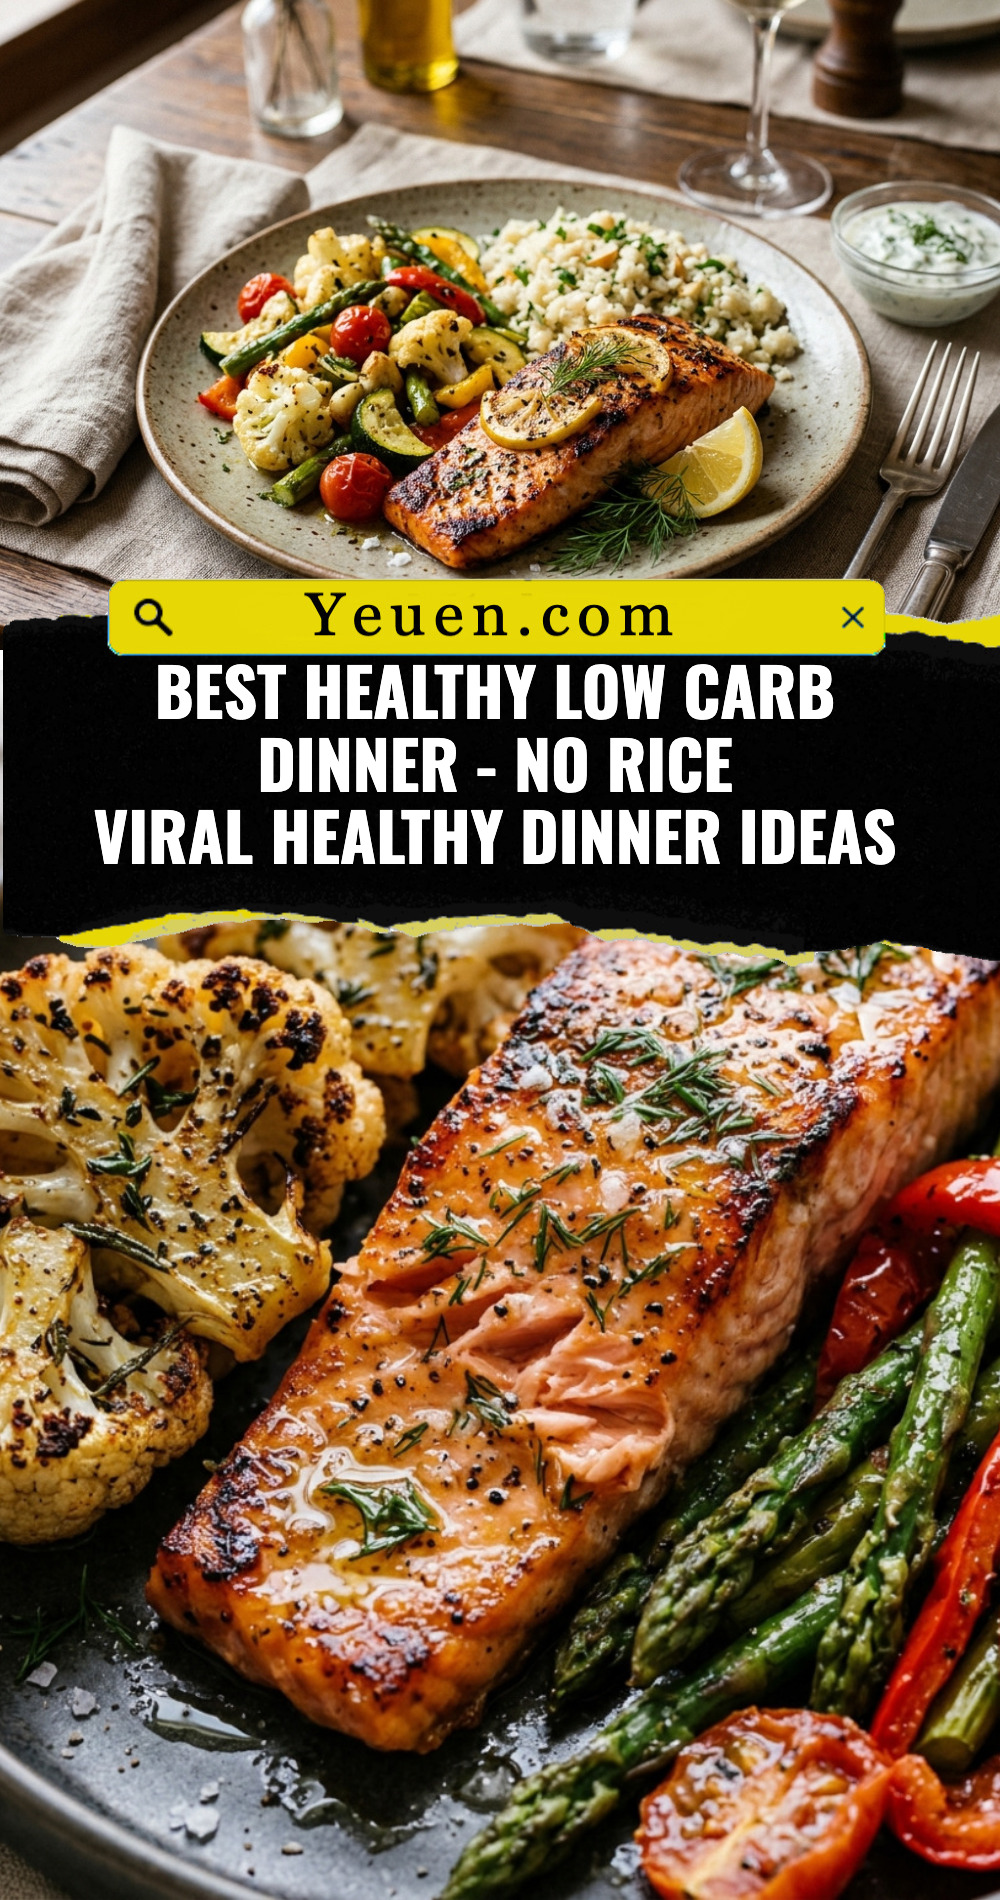 Yeuen.com
BEST HEALTHY LOW CARB
DINNER - NO RICE
VIRAL HEALTHY DINNER IDEAS